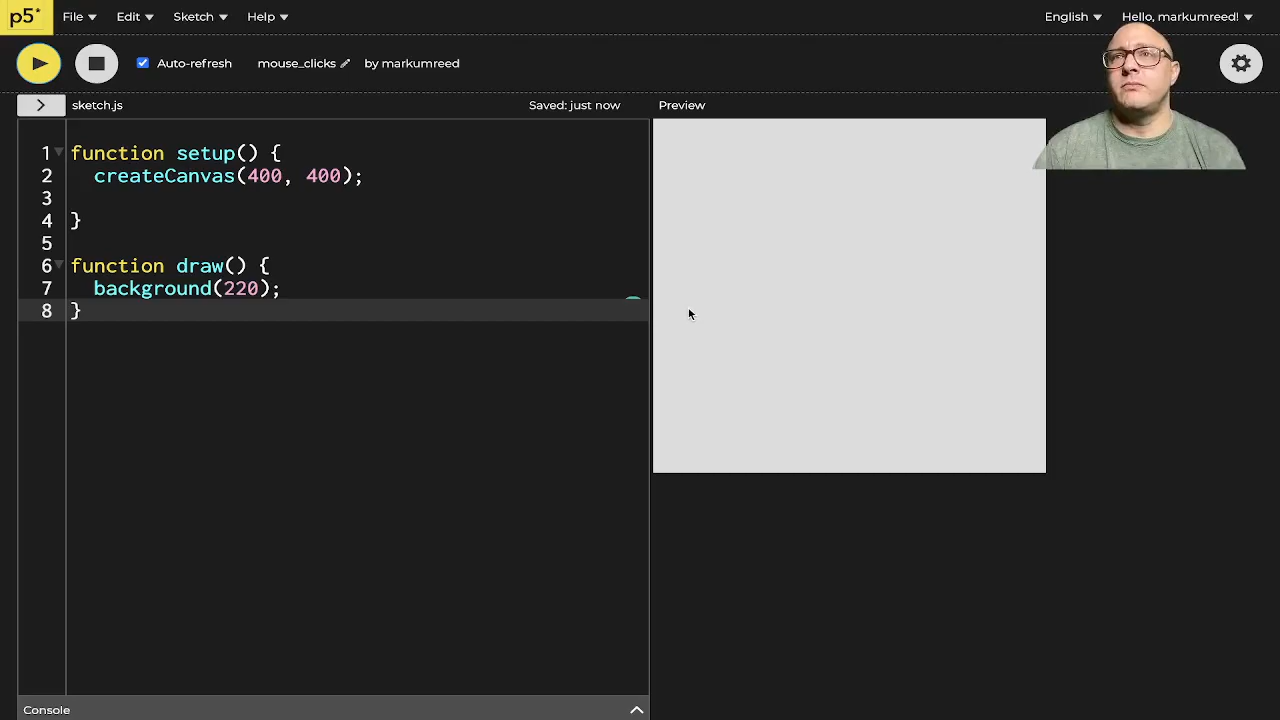 p5* File Edit Sketch Help English Hello, markumreed!
Auto-refresh mouse_clicks by markumreed
sketch.js Saved: just now Preview
1 function setup() {
2 createCanvas(400, 400);
3
4 }
5
6 function draw() {
7 background(220);
8 }
Console